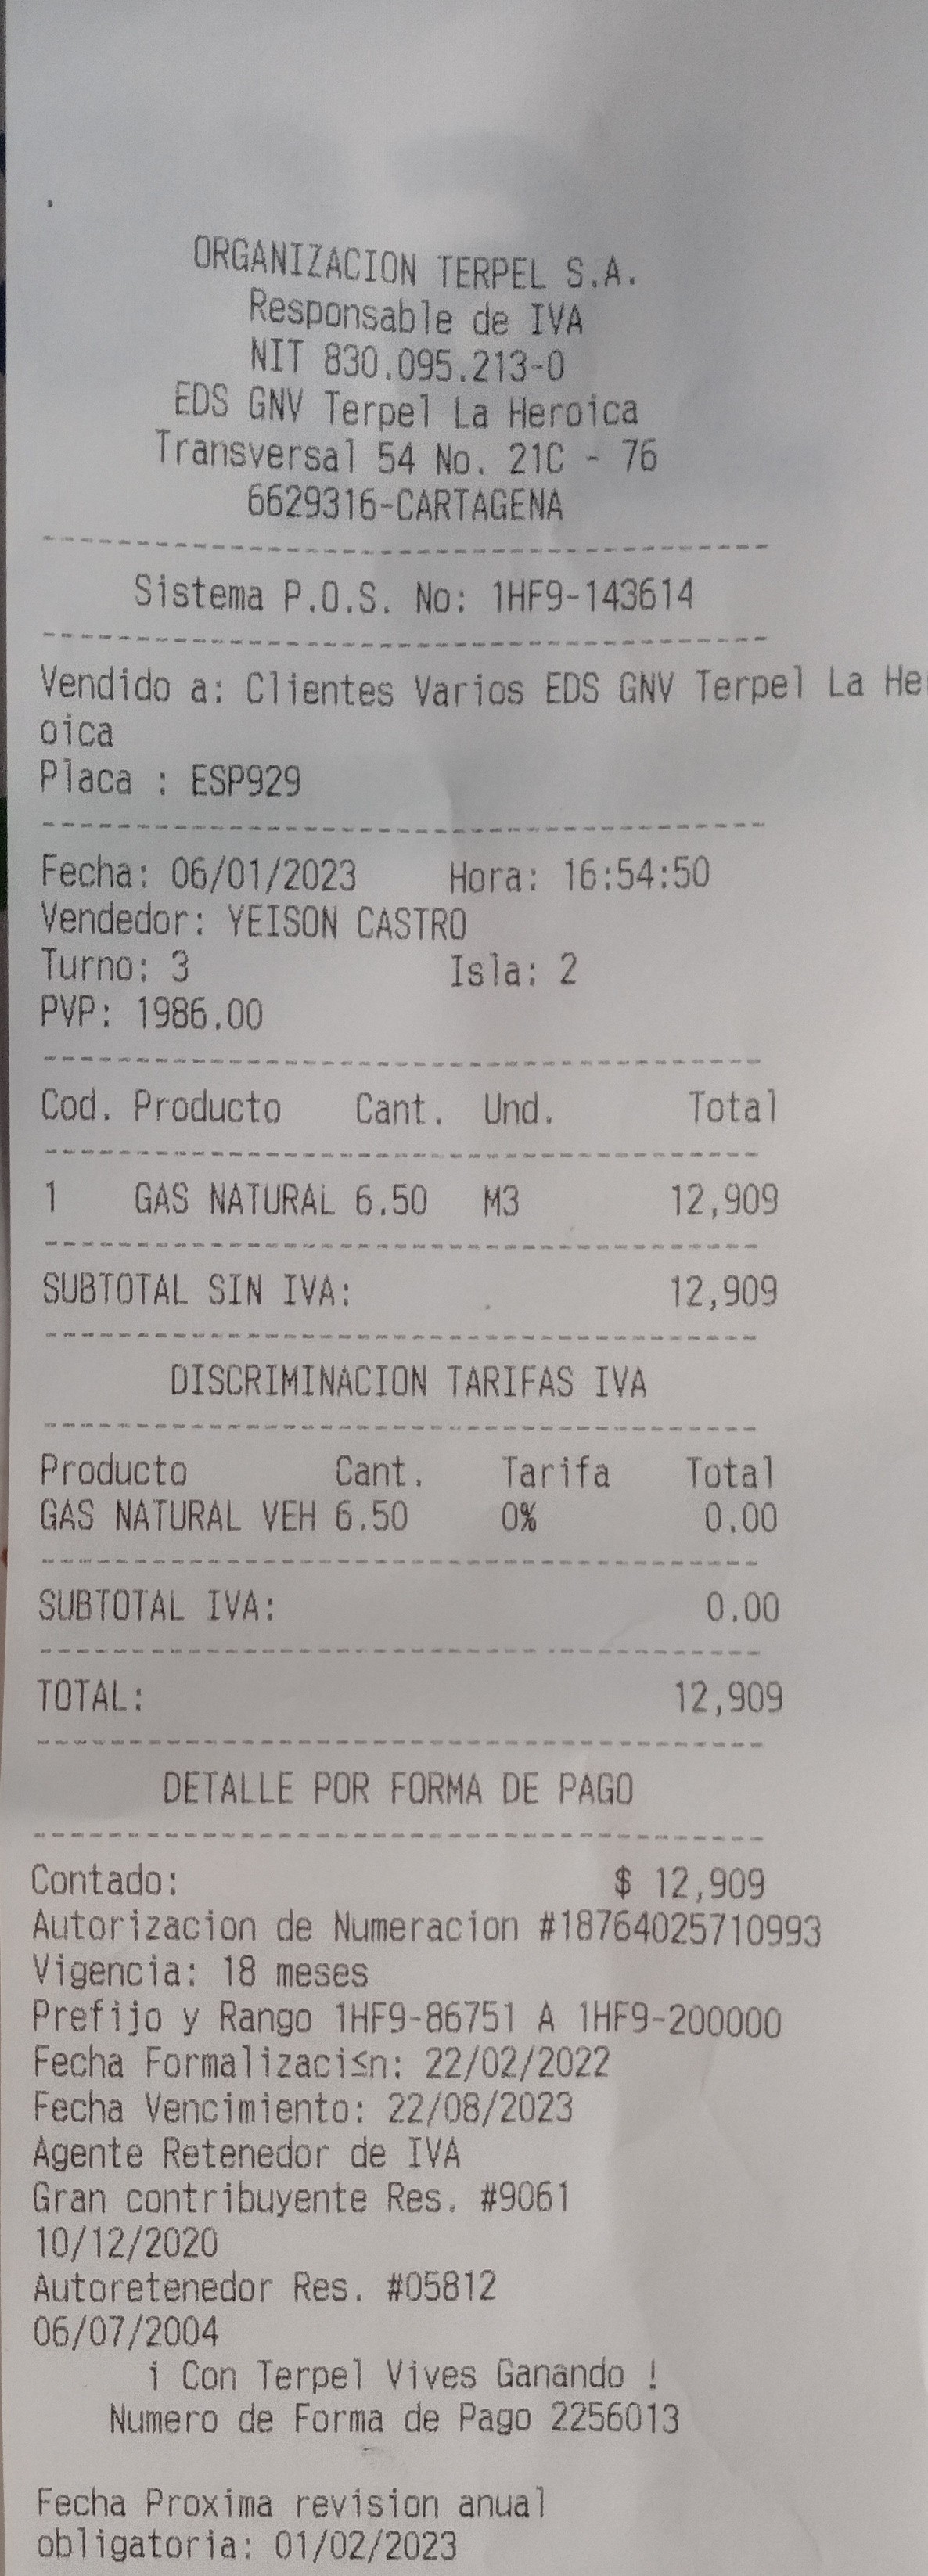 ORGANIZACION TERPEL S.A.
Responsable de IVA
NIT 830.095.213-0
EDS GNV Terpel La Heroica
Transversal 54 No. 21C - 76
6629316-CARTAGENA
Sistema P.O.S. No: 1HF9-143614
Vendido a: Clientes Varios EDS GNV Terpel La Her
oica
Placa : ESP929
Fecha: 06/01/2023 Hora: 16:54:50
Vendedor: YEISON CASTRO
Turno: 3 Isla: 2
PVP: 1986.00
Cod. Producto Cant. Und. Total
1 GAS NATURAL 6.50 M3 12,909
SUBTOTAL SIN IVA: 12,909
DISCRIMINACION TARIFAS IVA
Producto Cant. Tarifa Total
GAS NATURAL VEH 6.50 0% 0.00
SUBTOTAL IVA: 0.00
TOTAL: 12,909
DETALLE POR FORMA DE PAGO
Contado: $ 12,909
Autorizacion de Numeracion #18764025710993
Vigencia: 18 meses
Prefijo y Rango 1HF9-86751 A 1HF9-200000
Fecha Formalizaci≤n: 22/02/2022
Fecha Vencimiento: 22/08/2023
Agente Retenedor de IVA
Gran contribuyente Res. #9061
10/12/2020
Autoretenedor Res. #05812
06/07/2004
¡ Con Terpel Vives Ganando !
Numero de Forma de Pago 2256013
Fecha Proxima revision anual
obligatoria: 01/02/2023